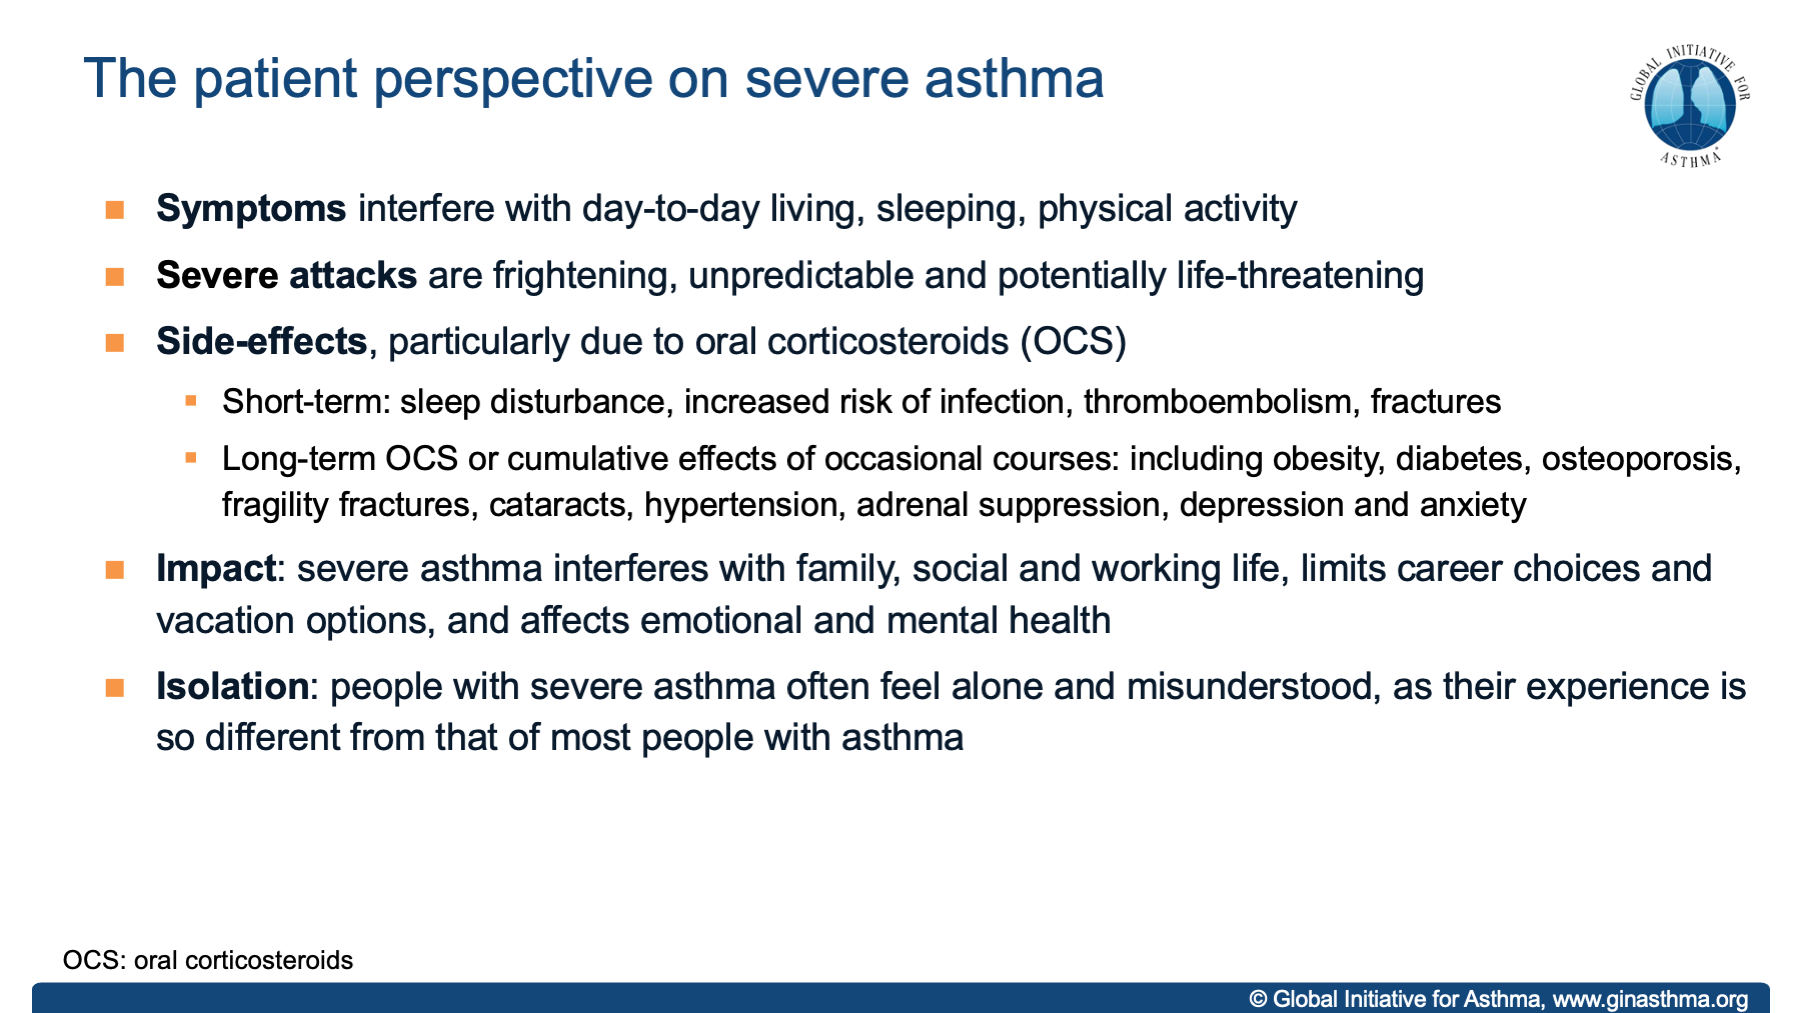 The patient perspective on severe asthma
GLOBAL INITIATIVE FOR
ASTHMA
■ Symptoms interfere with day-to-day living, sleeping, physical activity
■ Severe attacks are frightening, unpredictable and potentially life-threatening
■ Side-effects, particularly due to oral corticosteroids (OCS)
▪ Short-term: sleep disturbance, increased risk of infection, thromboembolism, fractures
▪ Long-term OCS or cumulative effects of occasional courses: including obesity, diabetes, osteoporosis,
fragility fractures, cataracts, hypertension, adrenal suppression, depression and anxiety
■ Impact: severe asthma interferes with family, social and working life, limits career choices and
vacation options, and affects emotional and mental health
■ Isolation: people with severe asthma often feel alone and misunderstood, as their experience is
so different from that of most people with asthma
OCS: oral corticosteroids
© Global Initiative for Asthma, www.ginasthma.org